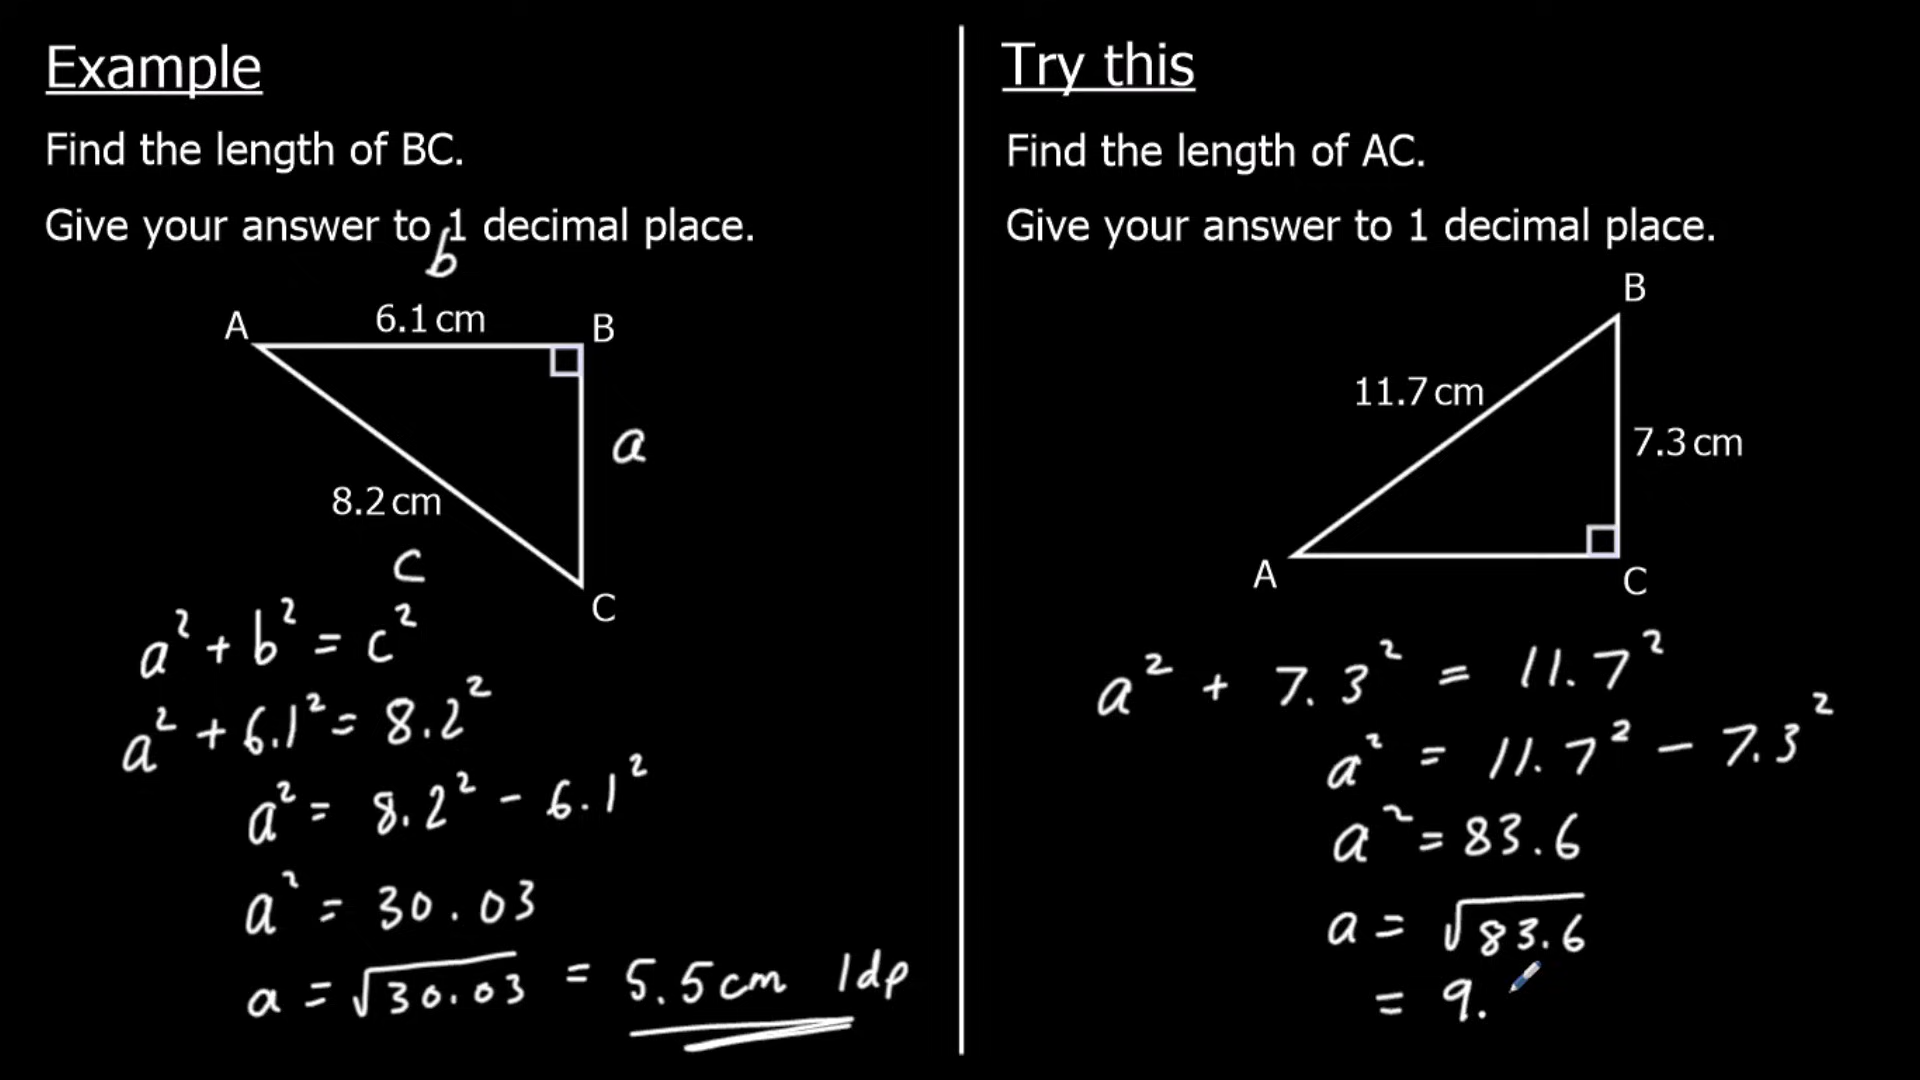 Example
Find the length of BC.
Give your answer to 1 decimal place.
b
A
6.1 cm
B
a
8.2 cm
c
C
a² + b² = c²
a² + 6.1² = 8.2²
a² = 8.2² - 6.1²
a² = 30.03
a = √30.03 = 5.5cm 1dp
Try this
Find the length of AC.
Give your answer to 1 decimal place.
B
11.7 cm
7.3 cm
A
C
a² + 7.3² = 11.7²
a² = 11.7² - 7.3²
a² = 83.6
a = √83.6
= 9.